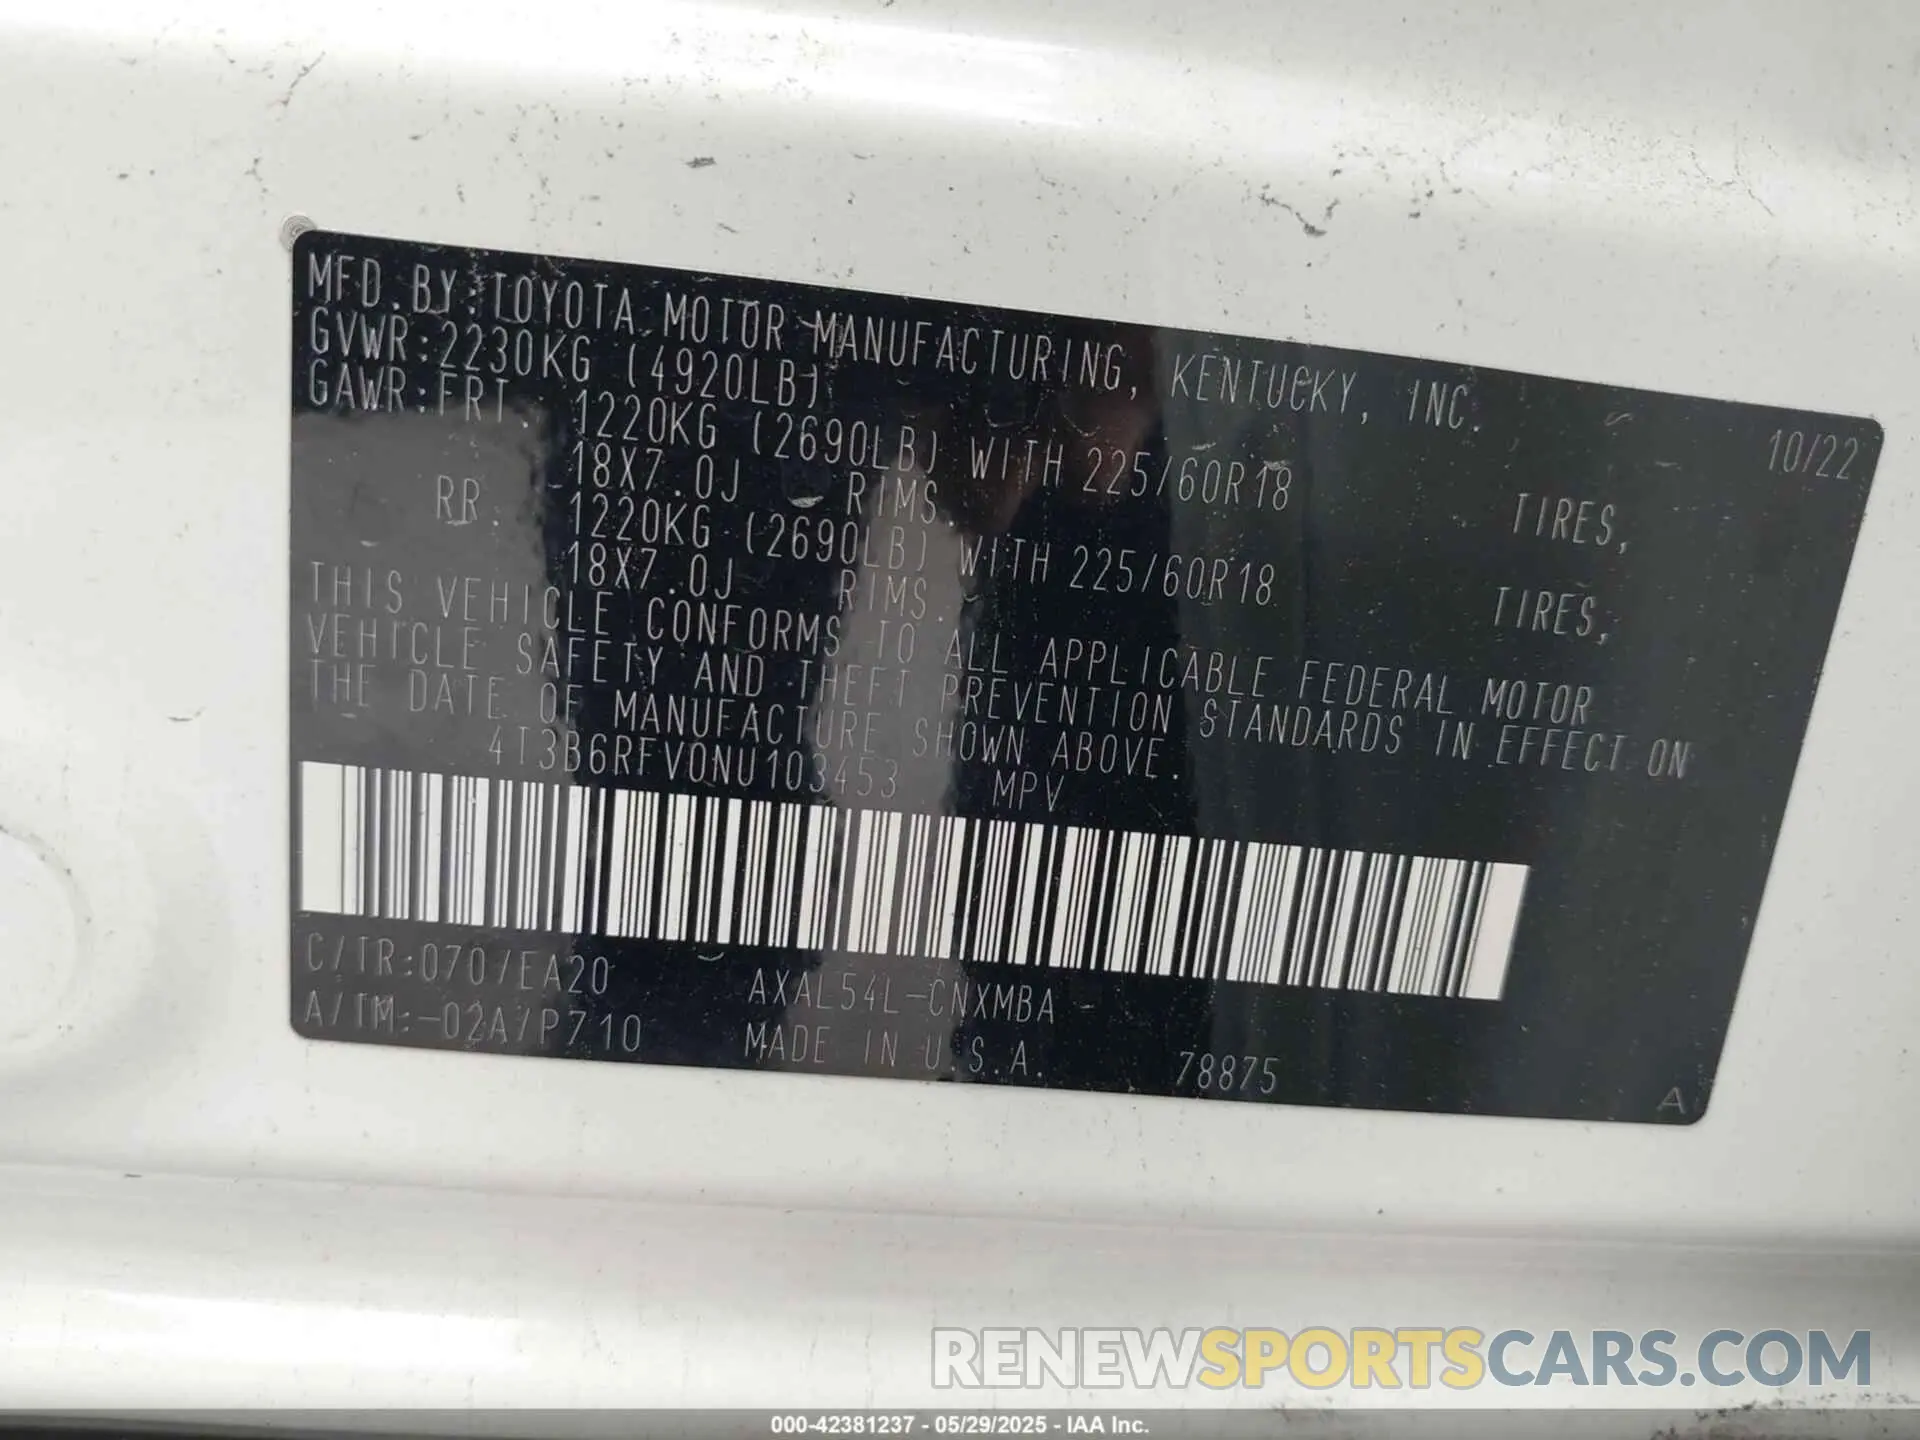 MFD.BY:TOYOTA MOTOR MANUFACTURING, KENTUCKY, INC. 10/22
GVWR:2230KG (4920LB)
GAWR:FRT. 1220KG (2690LB) WITH 225/60R18 TIRES,
18X7.0J RIMS.
RR. 1220KG (2690LB) WITH 225/60R18 TIRES,
18X7.0J RIMS.
THIS VEHICLE CONFORMS TO ALL APPLICABLE FEDERAL MOTOR
VEHICLE SAFETY AND THEFT PREVENTION STANDARDS IN EFFECT ON
THE DATE OF MANUFACTURE SHOWN ABOVE.
4T3B6RFV0NU103453 MPV
C/TR:070/EA20 AXAL54L-CNXMBA
A/TM:-02A/P710 MADE IN U.S.A. 78875
A
RENEWSPORTSCARS.COM
000-42381237 - 05/29/2025 - IAA Inc.